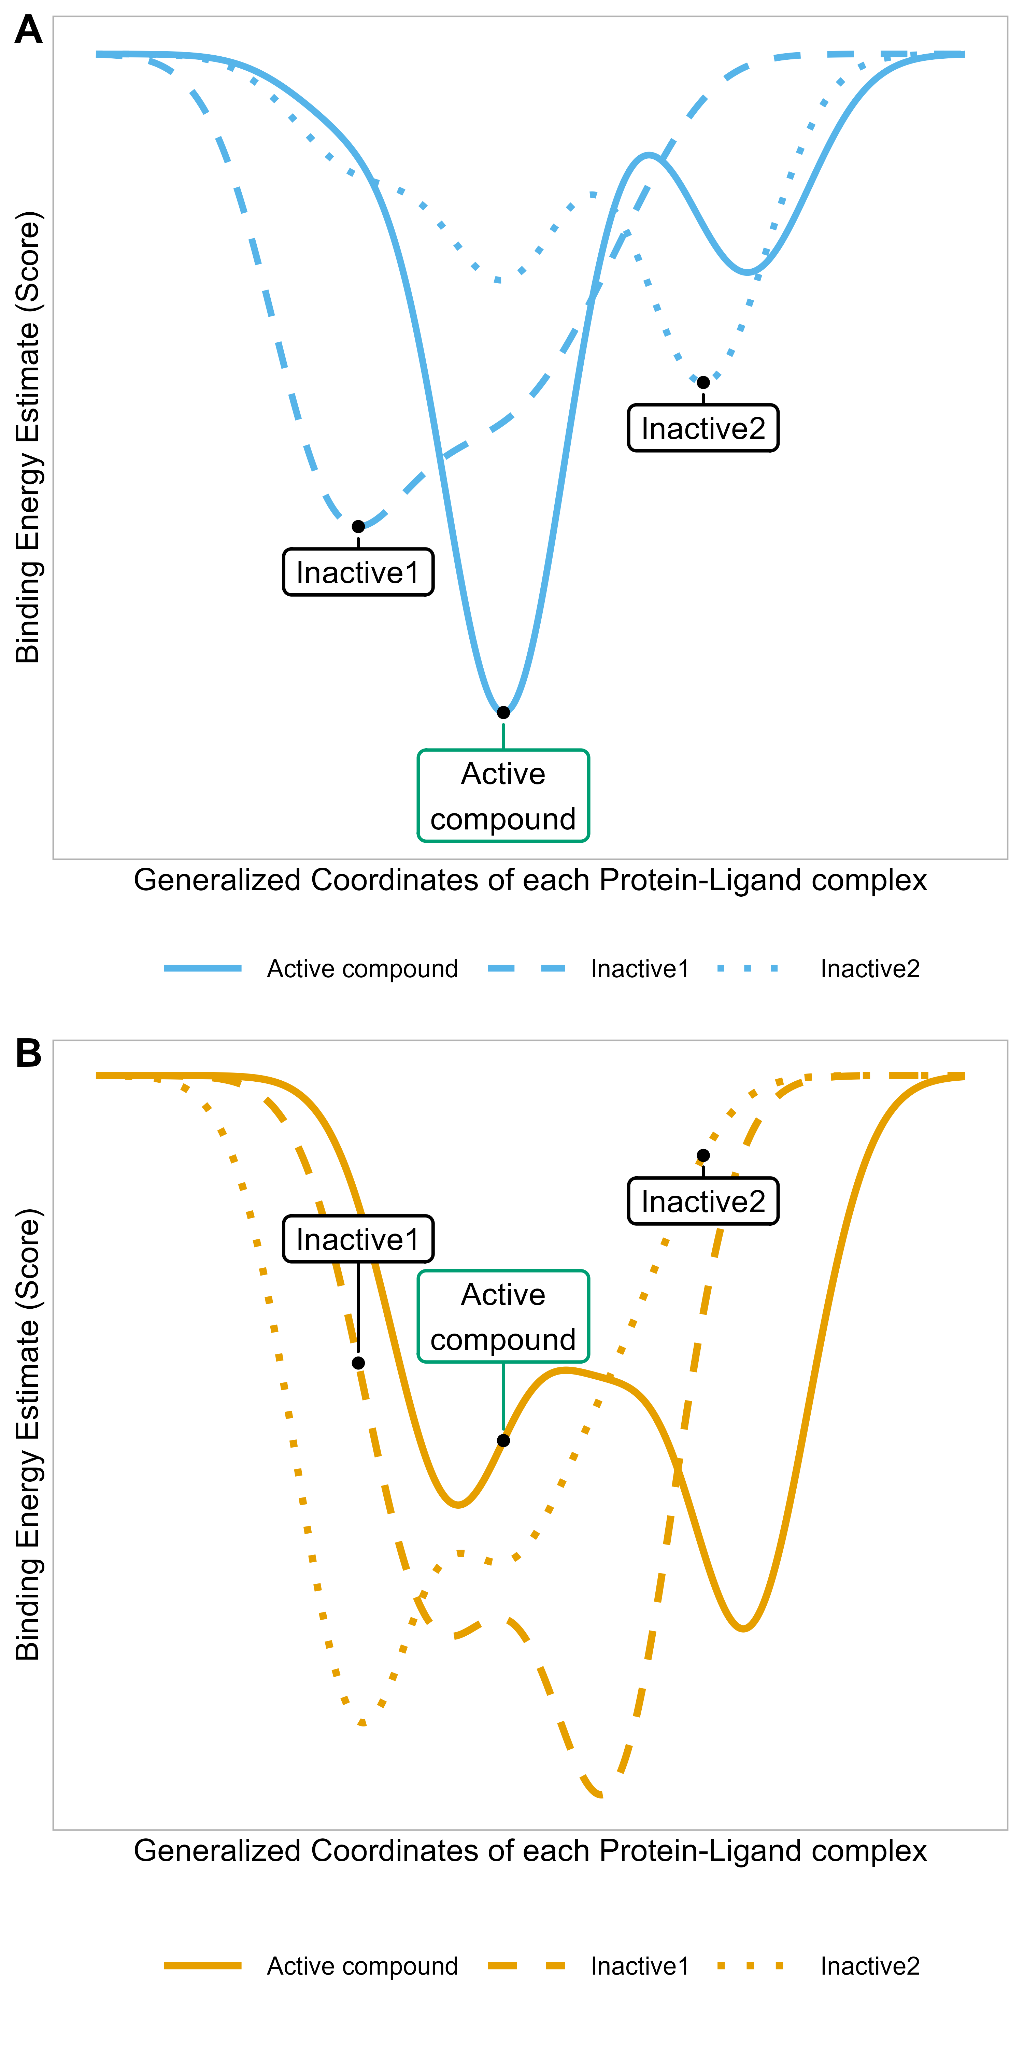 A
Binding Energy Estimate (Score)
Inactive2
Inactive1
Active
compound
Generalized Coordinates of each Protein-Ligand complex
Active compound Inactive1 Inactive2
B
Binding Energy Estimate (Score)
Inactive2
Inactive1
Active
compound
Generalized Coordinates of each Protein-Ligand complex
Active compound Inactive1 Inactive2